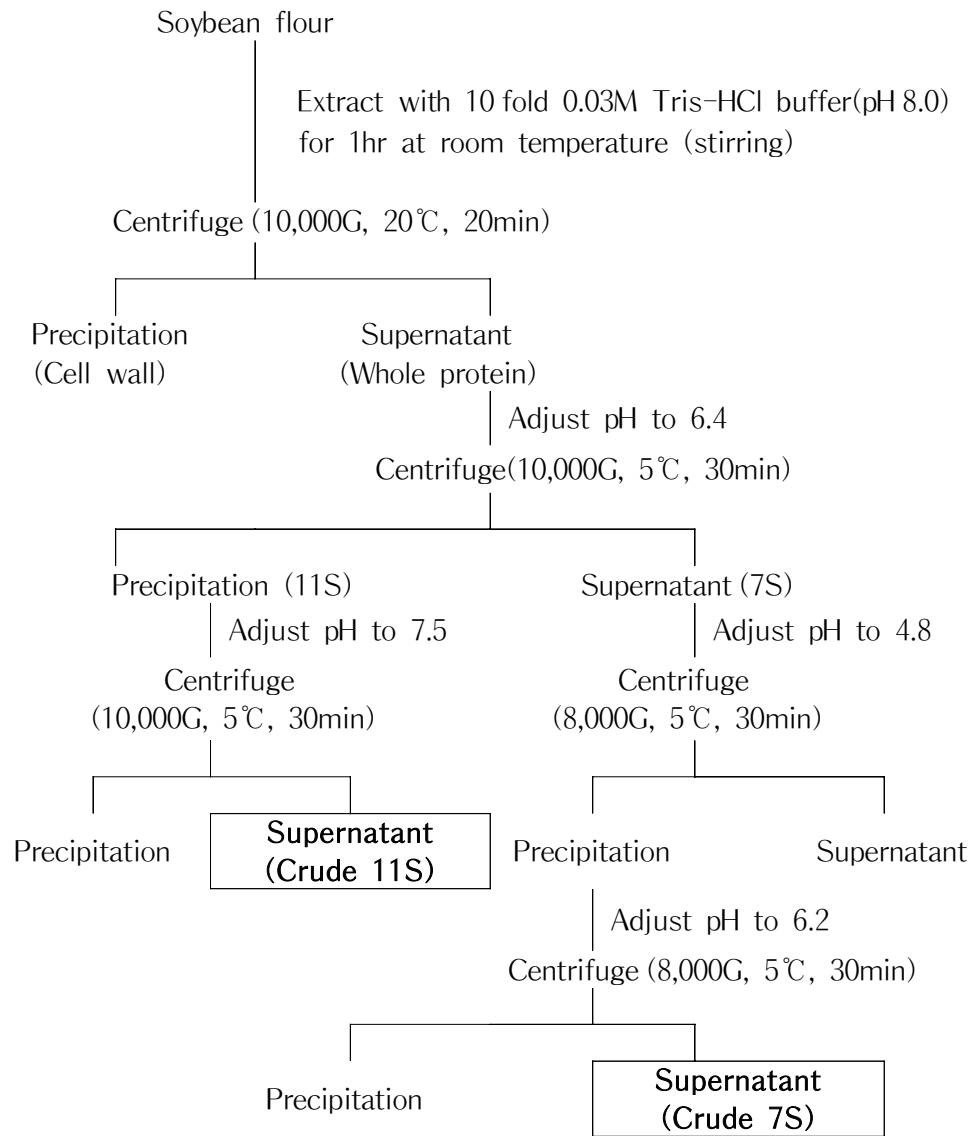 Soybean flour
Extract with 10 fold 0.03M Tris-HCl buffer(pH 8.0)
for 1hr at room temperature (stirring)
Centrifuge (10,000G, 20℃, 20min)
Precipitation
(Cell wall)
Supernatant
(Whole protein)
Adjust pH to 6.4
Centrifuge(10,000G, 5℃, 30min)
Precipitation (11S)
Supernatant (7S)
Adjust pH to 7.5
Adjust pH to 4.8
Centrifuge
(10,000G, 5℃, 30min)
Centrifuge
(8,000G, 5℃, 30min)
Precipitation
Supernatant
(Crude 11S)
Precipitation
Supernatant
Adjust pH to 6.2
Centrifuge (8,000G, 5℃, 30min)
Precipitation
Supernatant
(Crude 7S)